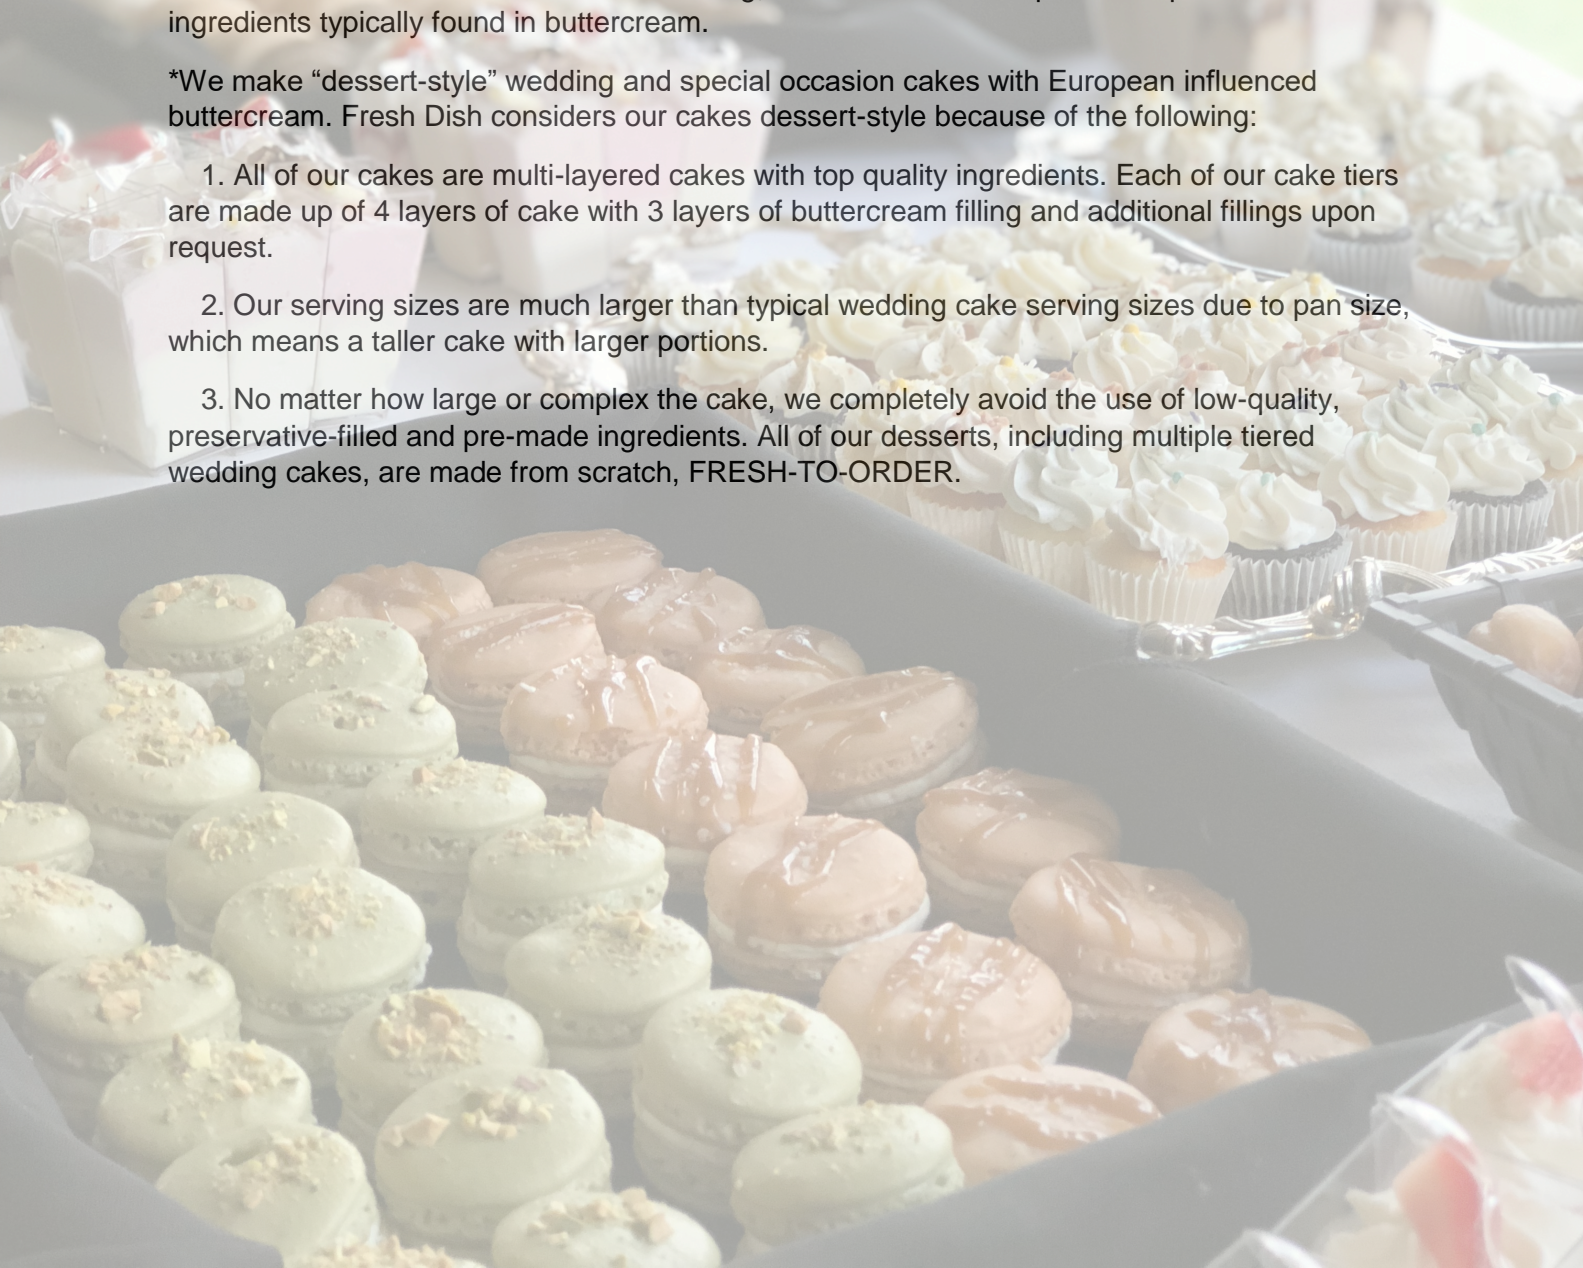 ingredients typically found in buttercream.
*We make “dessert-style” wedding and special occasion cakes with European influenced
buttercream. Fresh Dish considers our cakes dessert-style because of the following:
1. All of our cakes are multi-layered cakes with top quality ingredients. Each of our cake tiers
are made up of 4 layers of cake with 3 layers of buttercream filling and additional fillings upon
request.
2. Our serving sizes are much larger than typical wedding cake serving sizes due to pan size,
which means a taller cake with larger portions.
3. No matter how large or complex the cake, we completely avoid the use of low-quality,
preservative-filled and pre-made ingredients. All of our desserts, including multiple tiered
wedding cakes, are made from scratch, FRESH-TO-ORDER.